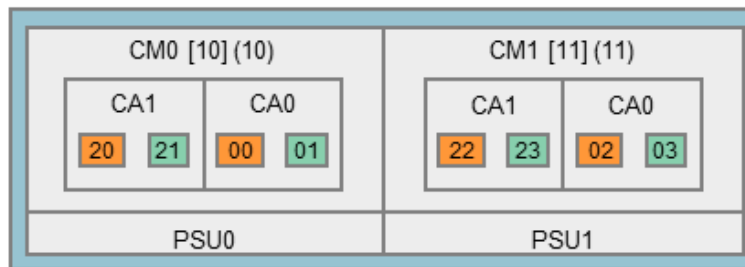 CM0 [10] (10)
CM1 [11] (11)
CA1
CA0
CA1
CA0
20
21
00
01
22
23
02
03
PSU0
PSU1